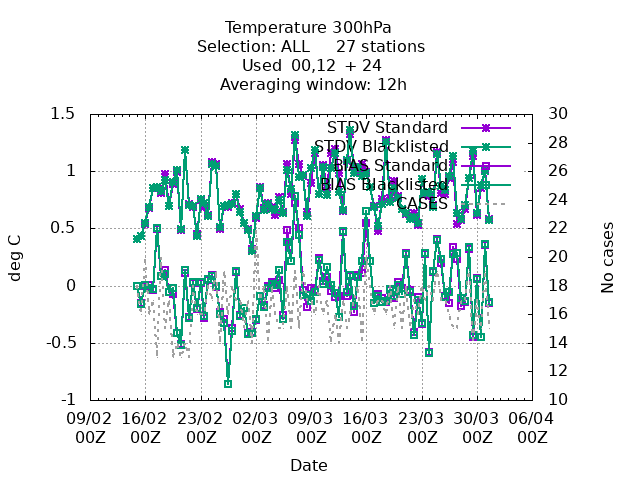 Temperature 300hPa
Selection: ALL 27 stations
Used 00,12 + 24
Averaging window: 12h
STDV Standard
STDV Blacklisted
BIAS Standard
BIAS Blacklisted
CASES
deg C
1.5
1
0.5
0
-0.5
-1
No cases
30
28
26
24
22
20
18
16
14
12
10
09/02 16/02 23/02 02/03 09/03 16/03 23/03 30/03 06/04
00Z 00Z 00Z 00Z 00Z 00Z 00Z 00Z 00Z
Date